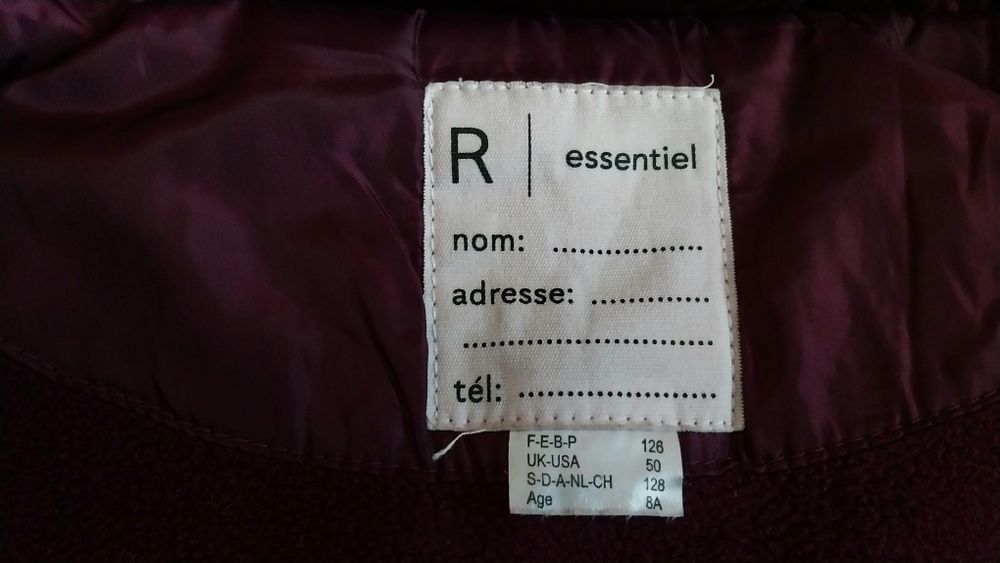 R | essentiel
nom: ......................
adresse: ..............
..................................
tél: ...........................
F-E-B-P 126
UK-USA 50
S-D-A-NL-CH 128
Age 8A